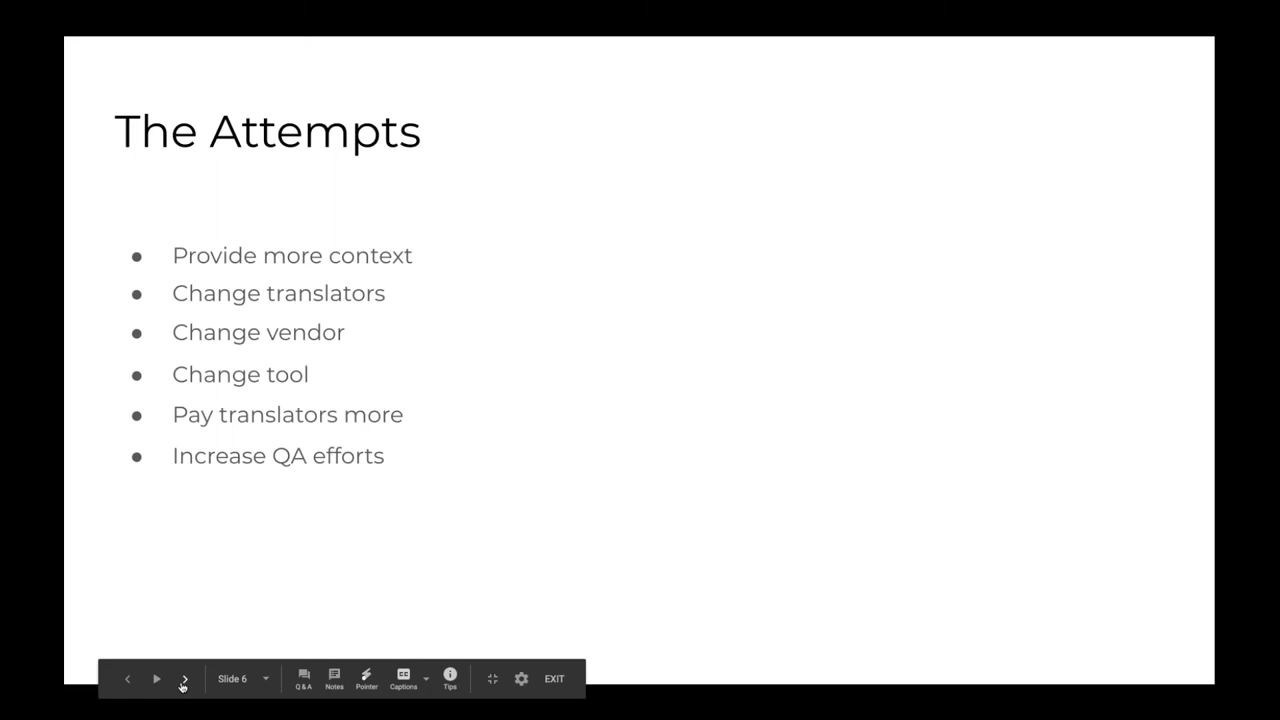 The Attempts
● Provide more context
● Change translators
● Change vendor
● Change tool
● Pay translators more
● Increase QA efforts
Slide 6 Q & A Notes Pointer CC Captions Tips EXIT